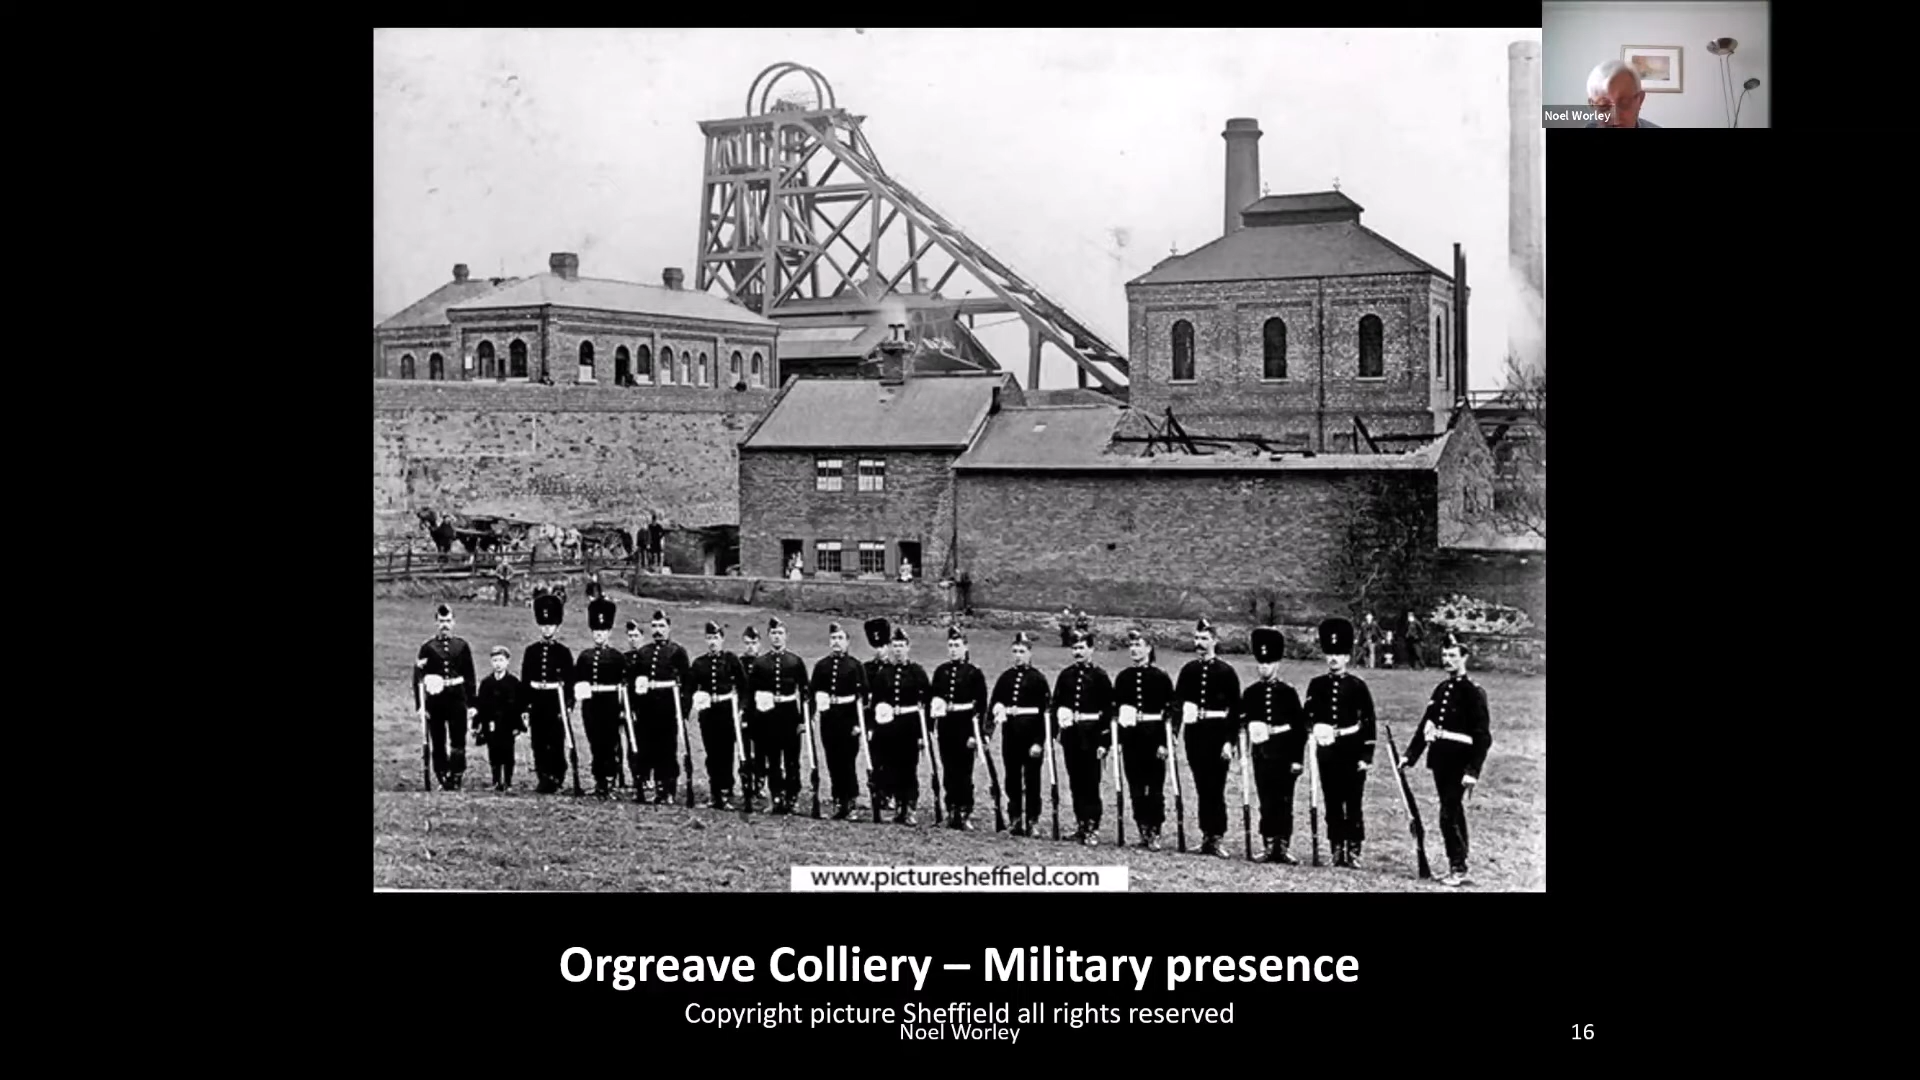 Noel Worley
www.picturesheffield.com
Orgreave Colliery – Military presence
Copyright picture Sheffield all rights reserved
Noel Worley
16